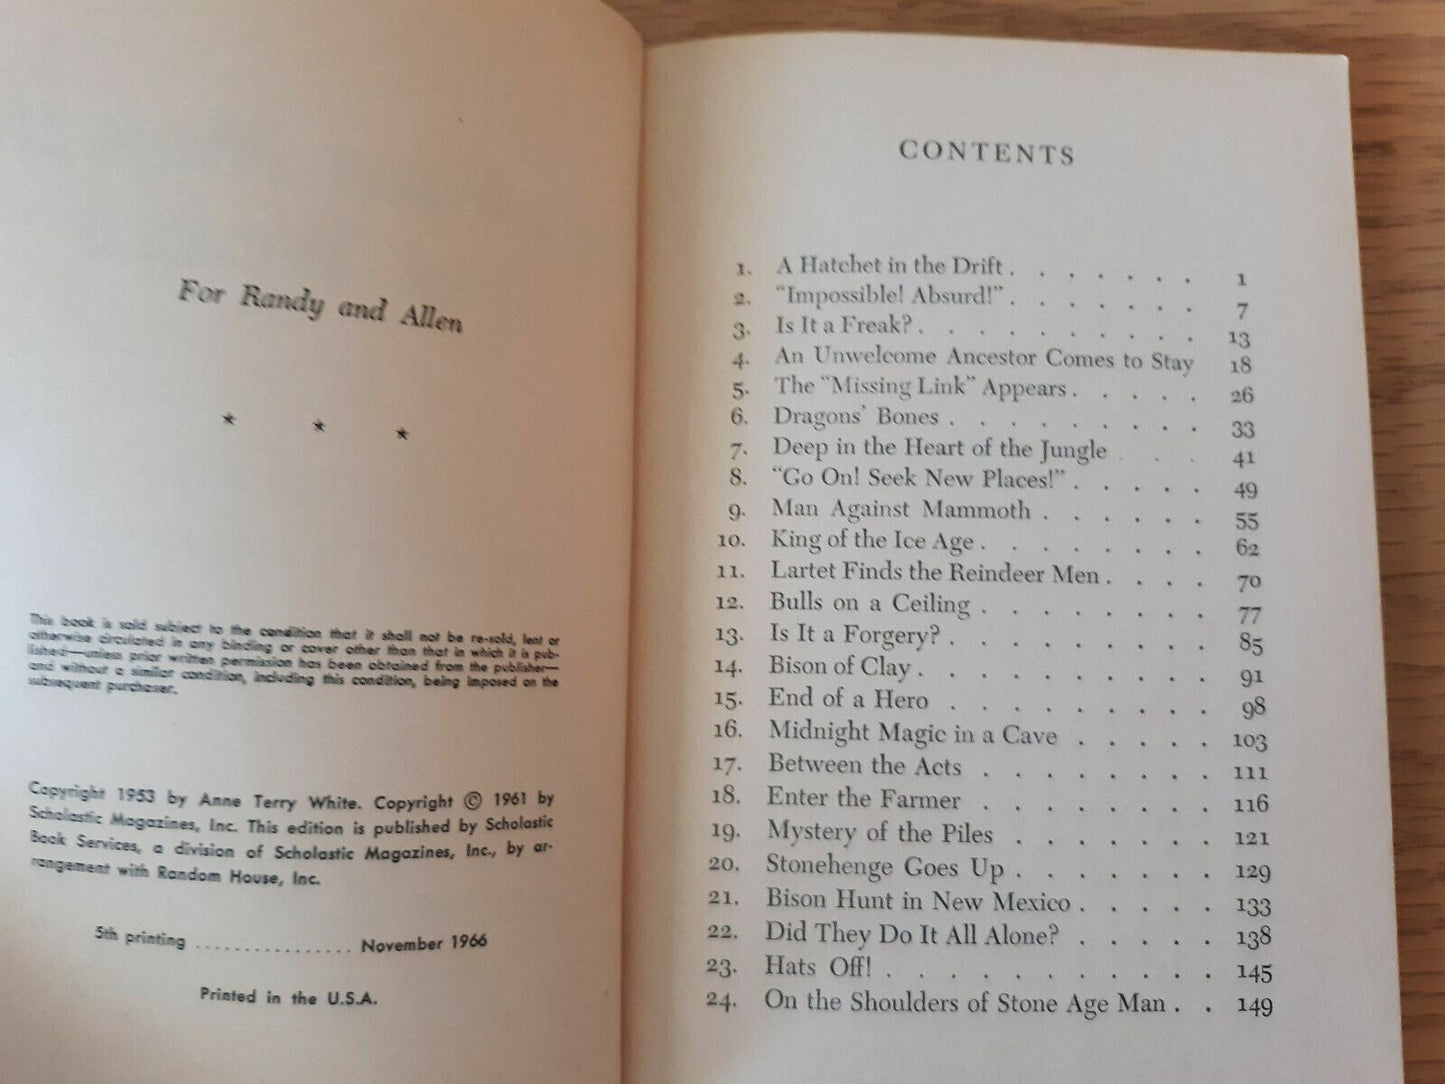 For Randy and Allen
* * *
This book is sold subject to the condition that it shall not be re-sold, lent or
otherwise circulated in any binding or cover other than that in which it is pub-
lished—unless prior written permission has been obtained from the publisher—
and without a similar condition, including this condition, being imposed on the
subsequent purchaser.
Copyright 1953 by Anne Terry White. Copyright © 1961 by
Scholastic Magazines, Inc. This edition is published by Scholastic
Book Services, a division of Scholastic Magazines, Inc., by ar-
rangement with Random House, Inc.
5th printing ................ November 1966
Printed in the U.S.A.
CONTENTS
1. A Hatchet in the Drift . . . . . . . 1
2. “Impossible! Absurd!” . . . . . . . 7
3. Is It a Freak? . . . . . . . . . . 13
4. An Unwelcome Ancestor Comes to Stay 18
5. The “Missing Link” Appears . . . . . 26
6. Dragons’ Bones . . . . . . . . . 33
7. Deep in the Heart of the Jungle . . . 41
8. “Go On! Seek New Places!” . . . . . 49
9. Man Against Mammoth . . . . . . 55
10. King of the Ice Age . . . . . . . . 62
11. Lartet Finds the Reindeer Men . . . . 70
12. Bulls on a Ceiling . . . . . . . . 77
13. Is It a Forgery? . . . . . . . . . 85
14. Bison of Clay . . . . . . . . . . 91
15. End of a Hero . . . . . . . . . 98
16. Midnight Magic in a Cave . . . . . 103
17. Between the Acts . . . . . . . . 111
18. Enter the Farmer . . . . . . . . 116
19. Mystery of the Piles . . . . . . . 121
20. Stonehenge Goes Up . . . . . . . 129
21. Bison Hunt in New Mexico . . . . . 133
22. Did They Do It All Alone? . . . . . 138
23. Hats Off! . . . . . . . . . . . 145
24. On the Shoulders of Stone Age Man . . 149